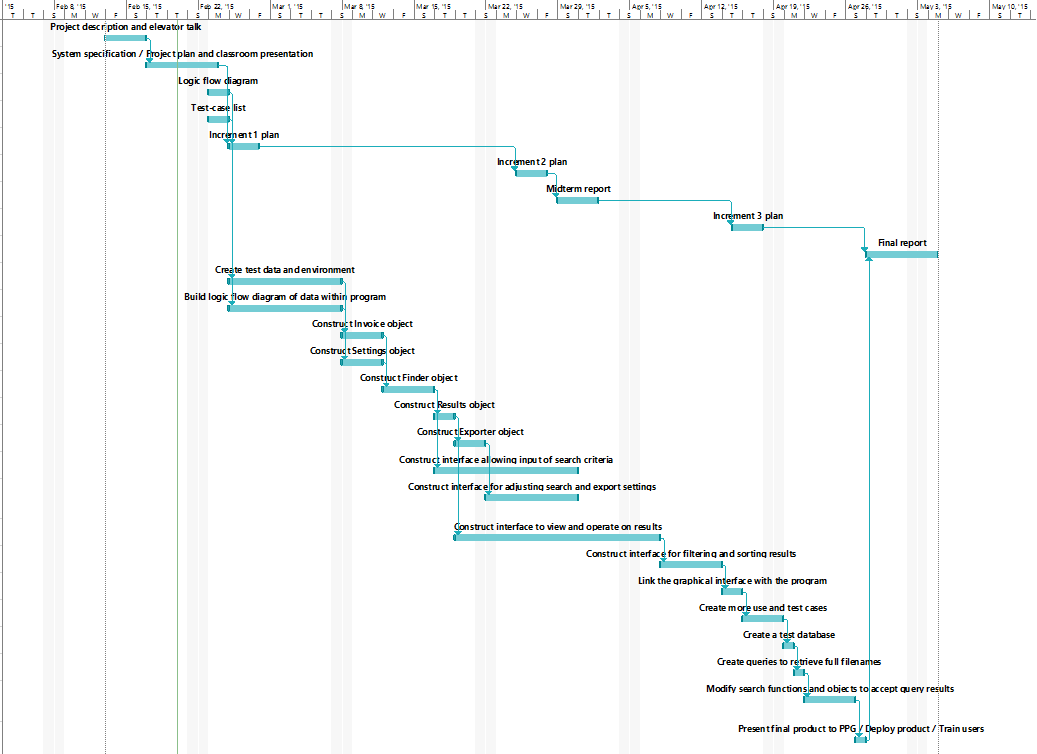 '15 Feb 8, '15 Feb 15, '15 Feb 22, '15 Mar 1, '15 Mar 8, '15 Mar 15, '15 Mar 22, '15 Mar 29, '15 Apr 5, '15 Apr 12, '15 Apr 19, '15 Apr 26, '15 May 3, '15 May 10, '15
T T S M W F S T T S M W F S T T S M W F S T T S M W F S T T S M W F S T T S M W F S T T S M W F S T
Project description and elevator talk
System specification / Project plan and classroom presentation
Logic flow diagram
Test-case list
Increment 1 plan
Increment 2 plan
Midterm report
Increment 3 plan
Final report
Create test data and environment
Build logic flow diagram of data within program
Construct Invoice object
Construct Settings object
Construct Finder object
Construct Results object
Construct Exporter object
Construct interface allowing input of search criteria
Construct interface for adjusting search and export settings
Construct interface to view and operate on results
Construct interface for filtering and sorting results
Link the graphical interface with the program
Create more use and test cases
Create a test database
Create queries to retrieve full filenames
Modify search functions and objects to accept query results
Present final product to PPG / Deploy product / Train users